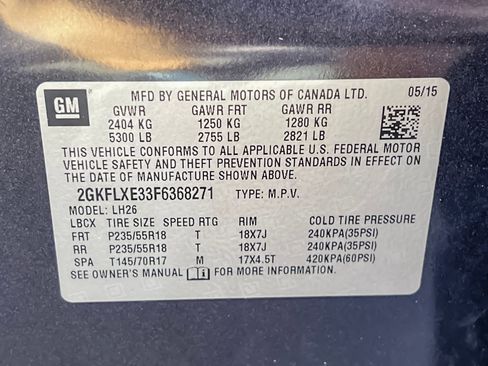 GM
MFD BY GENERAL MOTORS OF CANADA LTD. 05/15
GVWR GAWR FRT GAWR RR
2404 KG 1250 KG 1280 KG
5300 LB 2755 LB 2821 LB
THIS VEHICLE CONFORMS TO ALL APPLICABLE U.S. FEDERAL MOTOR
VEHICLE SAFETY AND THEFT PREVENTION STANDARDS IN EFFECT ON
THE DATE OF MANUFACTURE SHOWN ABOVE.
2GKFLXE33F6368271 TYPE: M.P.V.
MODEL: LH26
LBCX TIRE SIZE SPEED RTG RIM COLD TIRE PRESSURE
FRT P235/55R18 T 18X7J 240KPA(35PSI)
RR P235/55R18 T 18X7J 240KPA(35PSI)
SPA T145/70R17 M 17X4.5T 420KPA(60PSI)
SEE OWNER'S MANUAL FOR MORE INFORMATION.